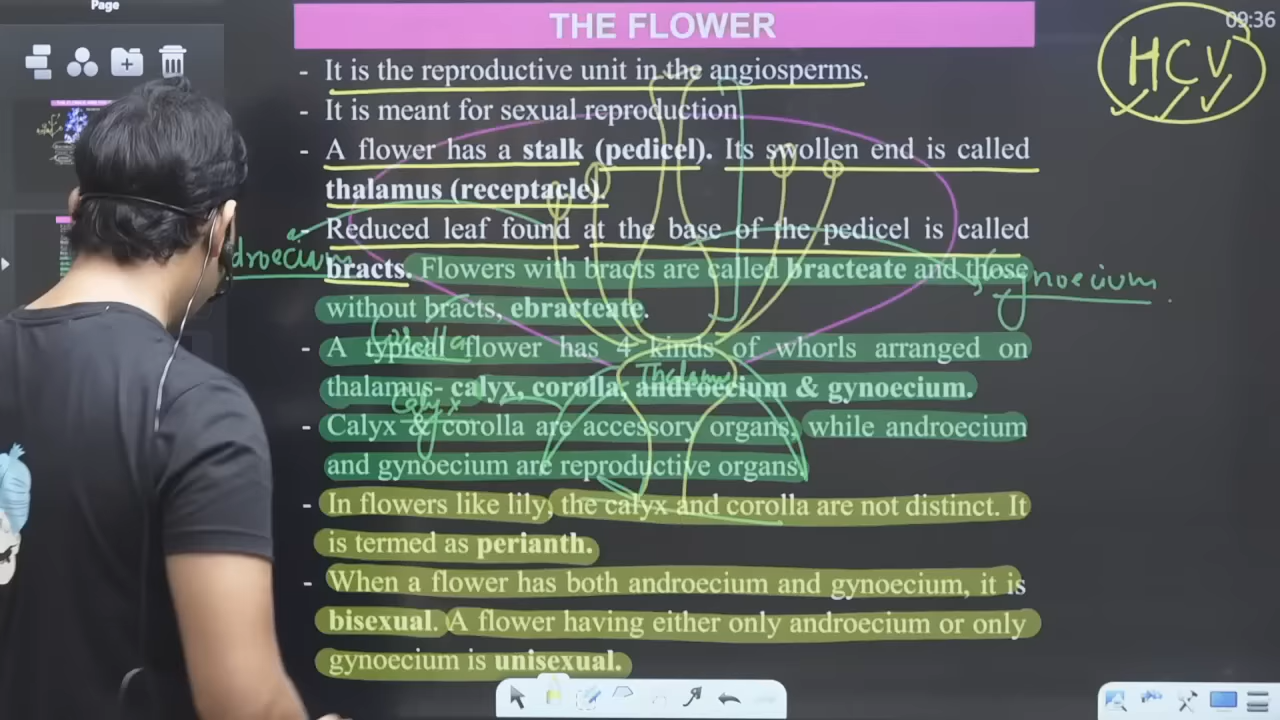 Page
09:36
THE FLOWER
HCV
- It is the reproductive unit in the angiosperms.
- It is meant for sexual reproduction.
- A flower has a stalk (pedicel). Its swollen end is called
thalamus (receptacle).
- Reduced leaf found at the base of the pedicel is called
bracts. Flowers with bracts are called bracteate and those
without bracts, ebracteate.
droecium
Gynoecium
- A typical flower has 4 kinds of whorls arranged on
thalamus- calyx, corolla, androecium & gynoecium.
Corolla
Thalamus
Calyx
- Calyx & corolla are accessory organs, while androecium
and gynoecium are reproductive organs.
- In flowers like lily, the calyx and corolla are not distinct. It
is termed as perianth.
- When a flower has both androecium and gynoecium, it is
bisexual. A flower having either only androecium or only
gynoecium is unisexual.